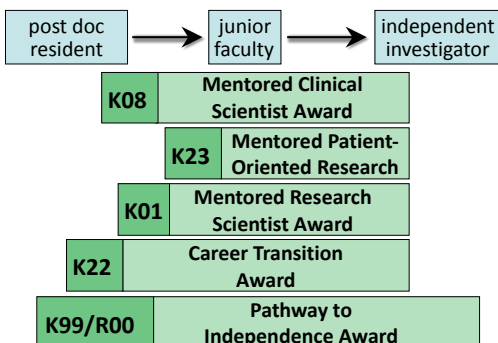 post doc
resident
junior
faculty
independent
investigator
K08
Mentored Clinical
Scientist Award
K23
Mentored Patient-
Oriented Research
K01
Mentored Research
Scientist Award
K22
Career Transition
Award
K99/R00
Pathway to
Independence Award